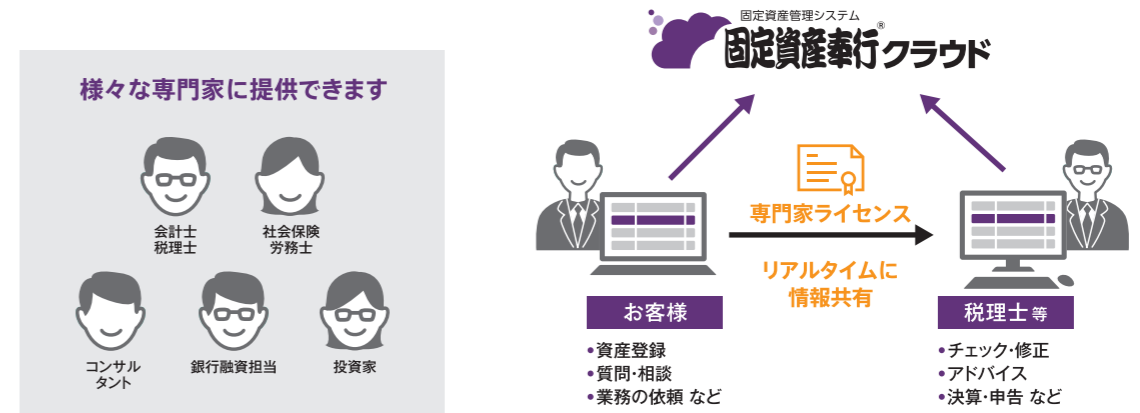 様々な専門家に提供できます
会計士
税理士
社会保険
労務士
コンサル
タント
銀行融資担当
投資家
固定資産管理システム
固定資産奉行®クラウド
専門家ライセンス
リアルタイムに
情報共有
お客様
•資産登録
•質問・相談
•業務の依頼 など
税理士 等
•チェック・修正
•アドバイス
•決算・申告 など